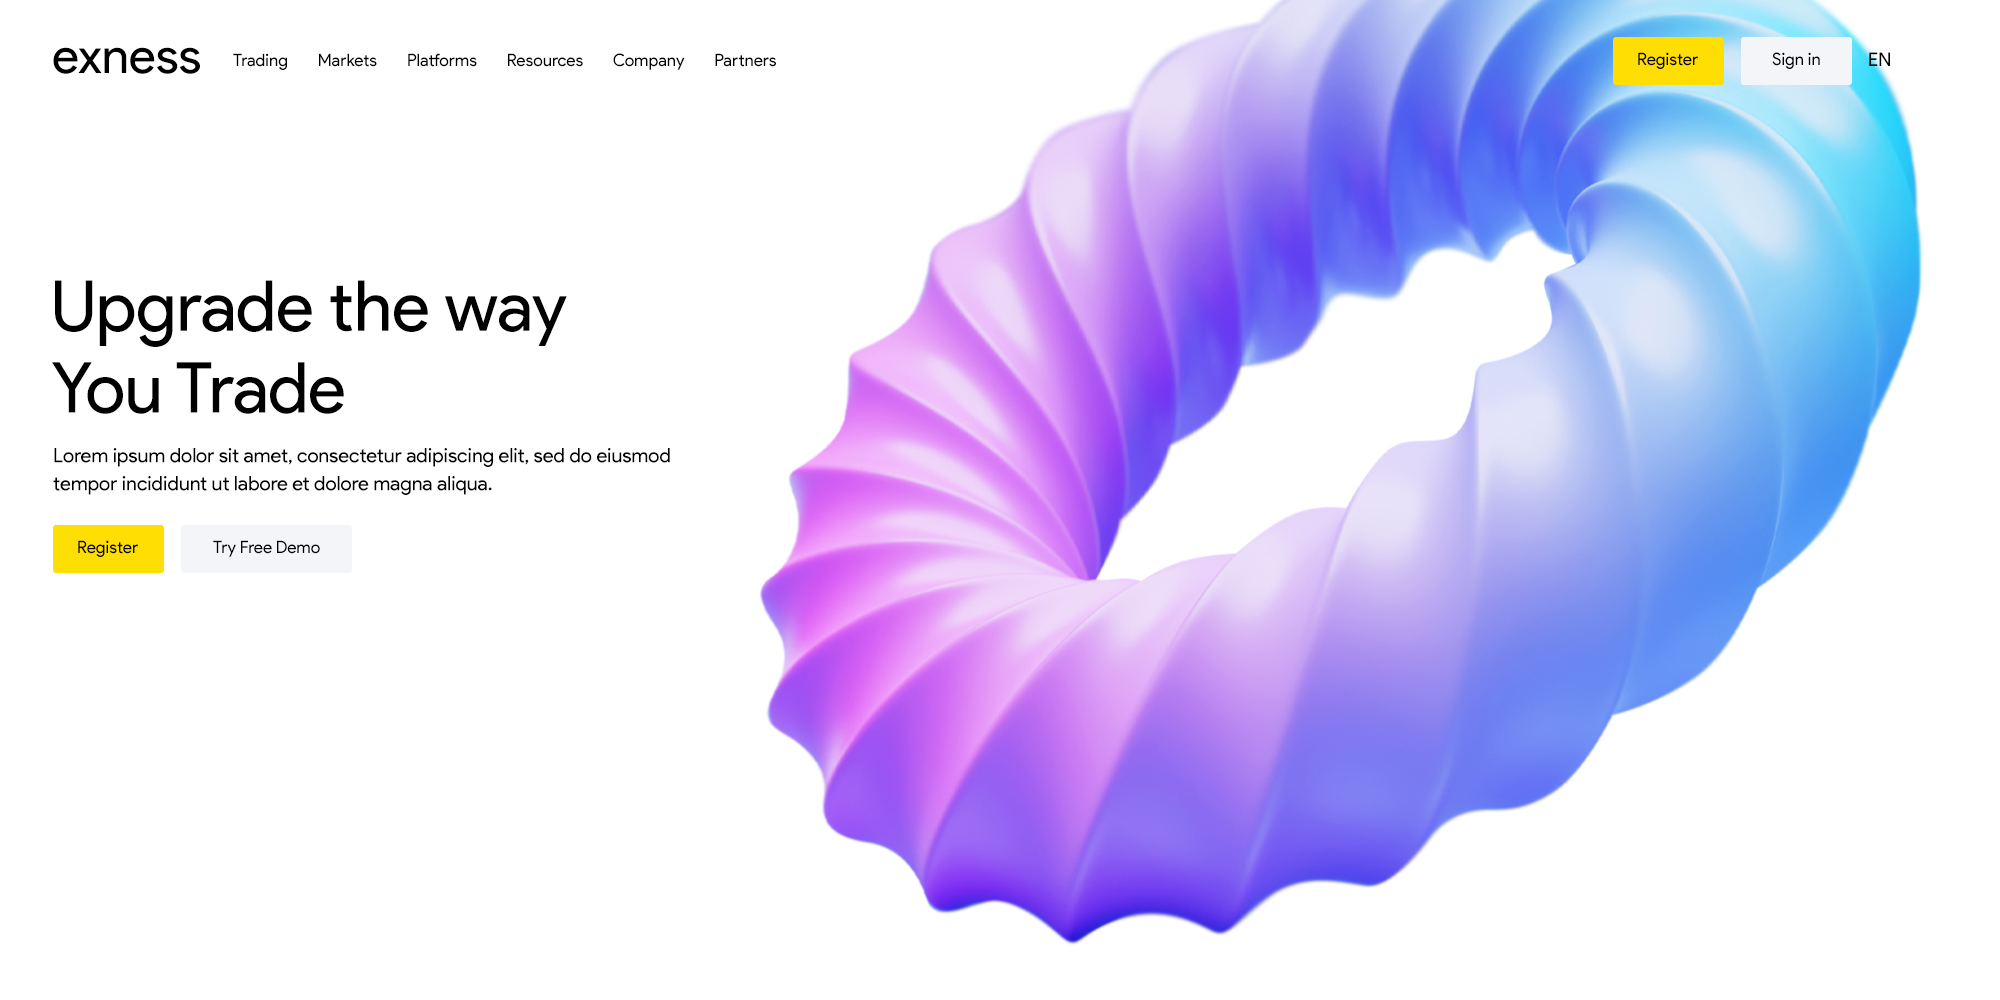 exness Trading Markets Platforms Resources Company Partners Register Sign in EN
Upgrade the way
You Trade
Lorem ipsum dolor sit amet, consectetur adipiscing elit, sed do eiusmod
tempor incididunt ut labore et dolore magna aliqua.
Register Try Free Demo